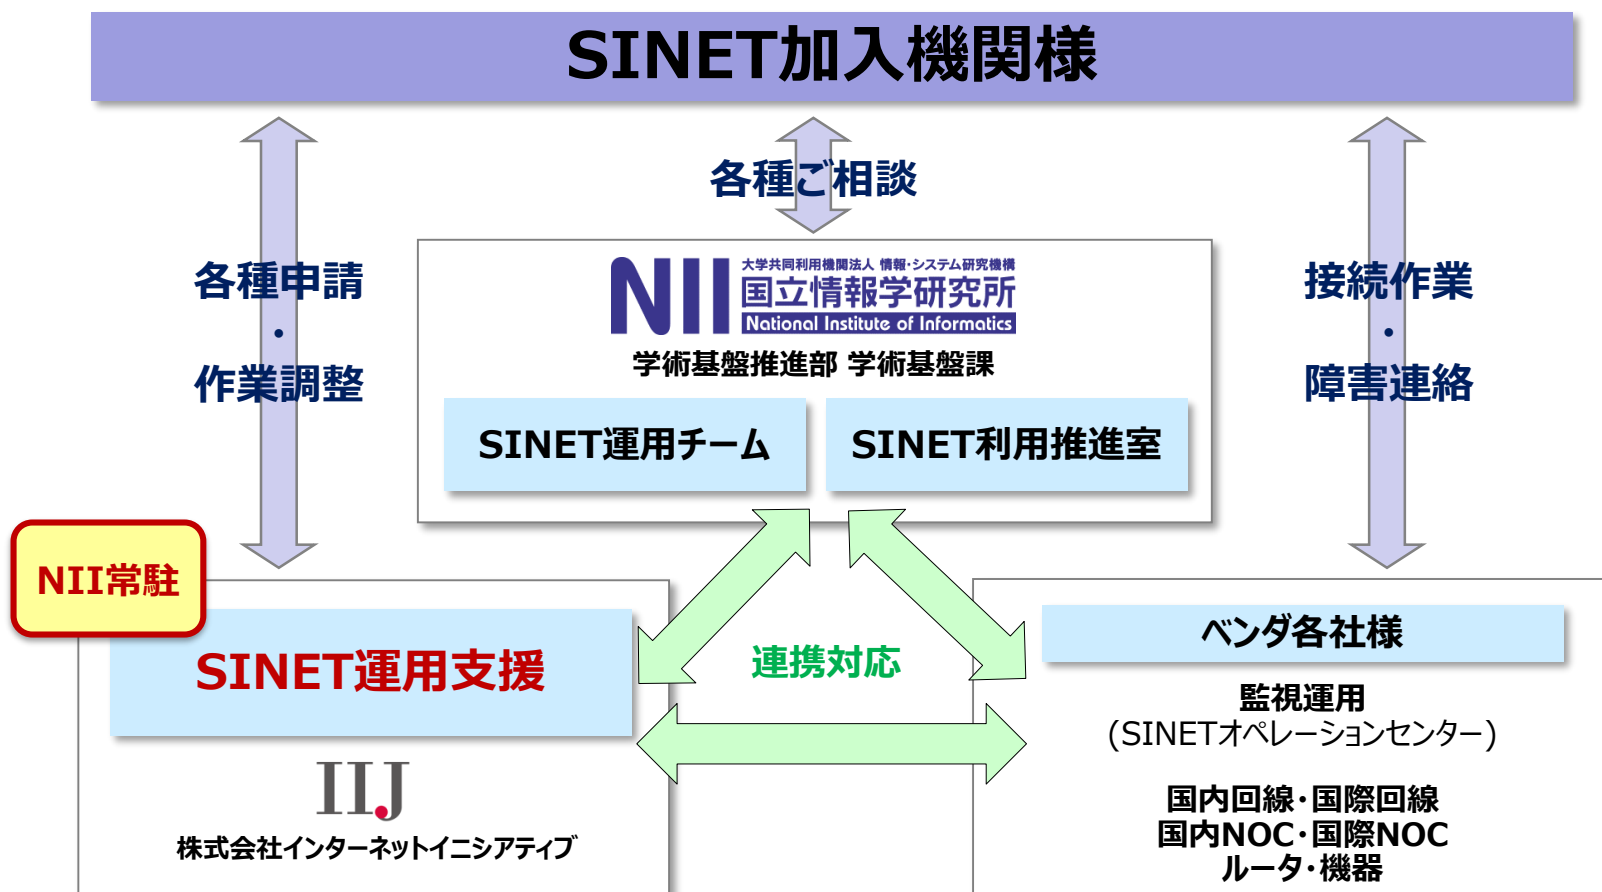 SINET加入機関様
各種ご相談
各種申請
・
作業調整
接続作業
・
障害連絡
NII
大学共同利用機関法人 情報・システム研究機構
国立情報学研究所
National Institute of Informatics
学術基盤推進部 学術基盤課
SINET運用チーム
SINET利用推進室
NII常駐
SINET運用支援
IIJ
株式会社インターネットイニシアティブ
連携対応
ベンダ各社様
監視運用
(SINETオペレーションセンター)
国内回線・国際回線
国内NOC・国際NOC
ルータ・機器